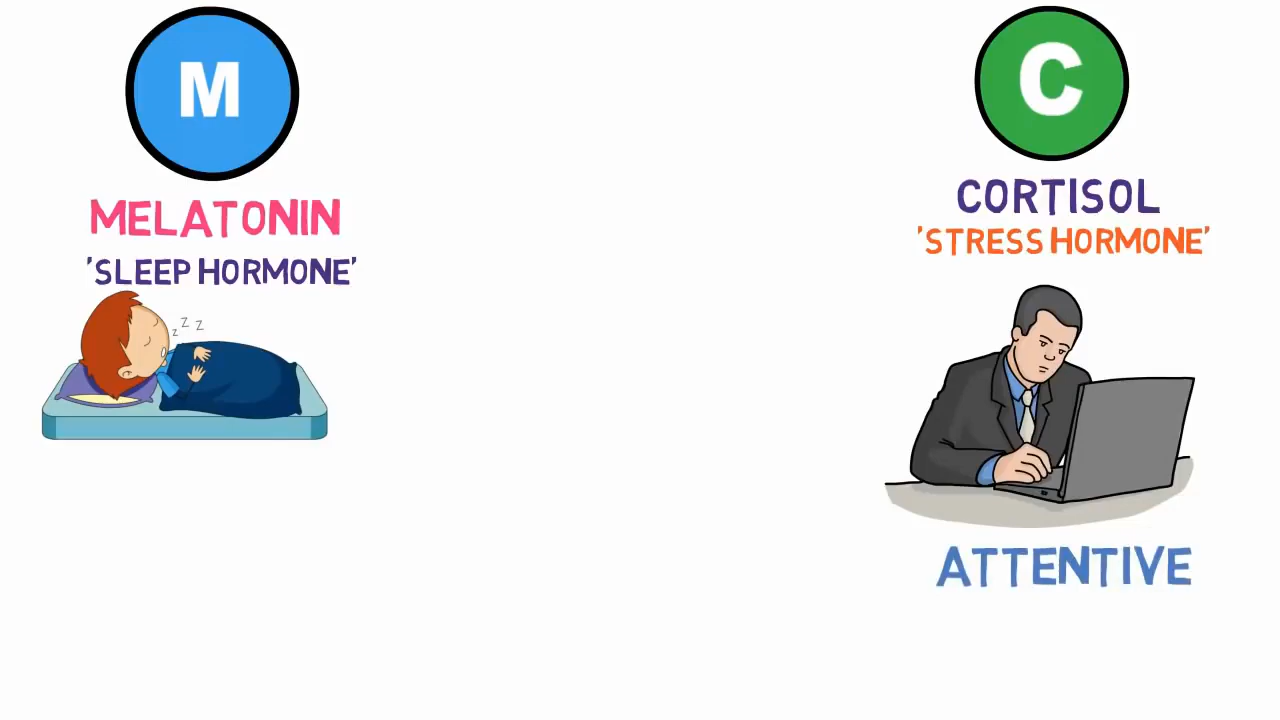 M
MELATONIN
'SLEEP HORMONE'
z Z Z
C
CORTISOL
'STRESS HORMONE'
ATTENTIVE